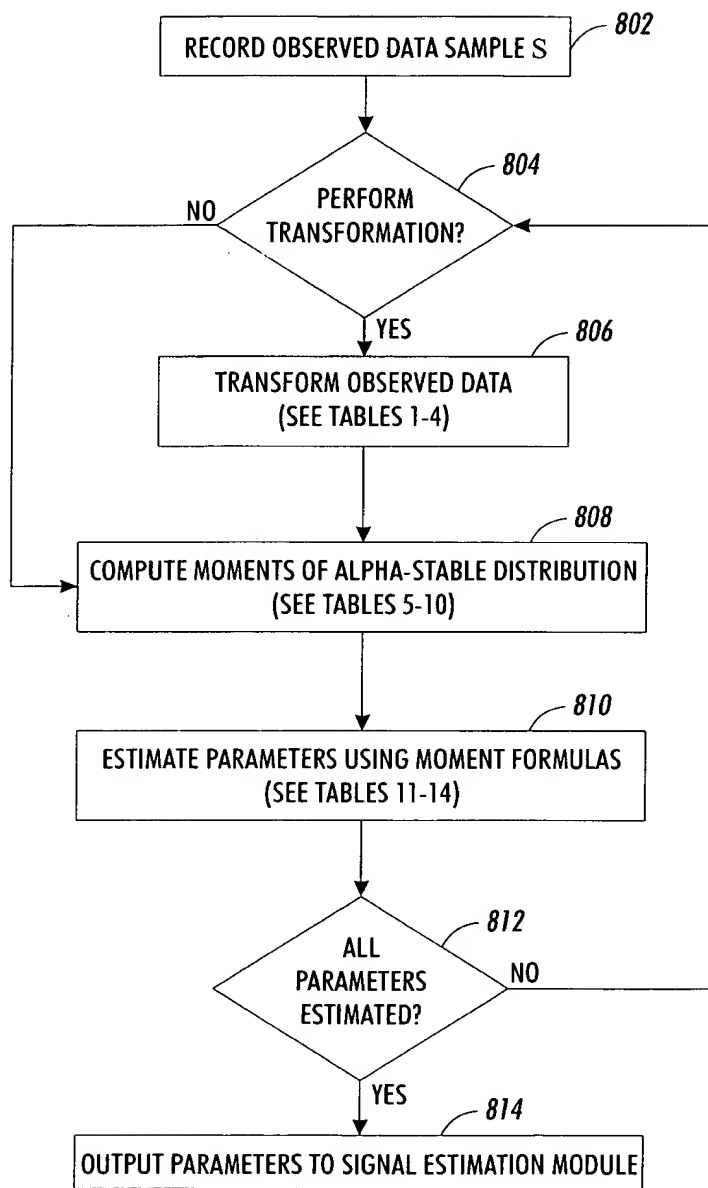 RECORD OBSERVED DATA SAMPLE S
802
804
PERFORM
TRANSFORMATION?
NO
YES
806
TRANSFORM OBSERVED DATA
(SEE TABLES 1-4)
808
COMPUTE MOMENTS OF ALPHA-STABLE DISTRIBUTION
(SEE TABLES 5-10)
810
ESTIMATE PARAMETERS USING MOMENT FORMULAS
(SEE TABLES 11-14)
812
ALL
PARAMETERS
ESTIMATED?
NO
YES
814
OUTPUT PARAMETERS TO SIGNAL ESTIMATION MODULE